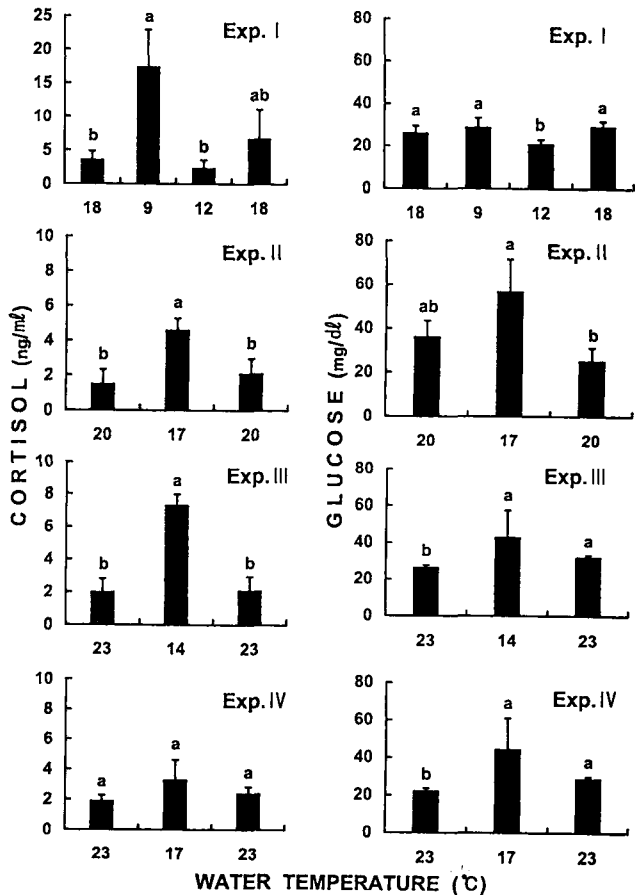 Exp. I
25
20
15
10
5
0
b
a
b
ab
18
9
12
18
Exp. I
80
60
40
20
0
a
a
b
a
18
9
12
18
Exp. II
10
8
6
4
2
0
b
a
b
20
17
20
Exp. II
80
60
40
20
0
ab
a
b
20
17
20
CORTISOL (ng/ml)
GLUCOSE (mg/dl)
Exp. III
10
8
6
4
2
0
b
a
b
23
14
23
Exp. III
80
60
40
20
0
b
a
a
23
14
23
Exp. IV
10
8
6
4
2
0
a
a
a
23
17
23
Exp. IV
80
60
40
20
0
b
a
a
23
17
23
WATER TEMPERATURE (℃)